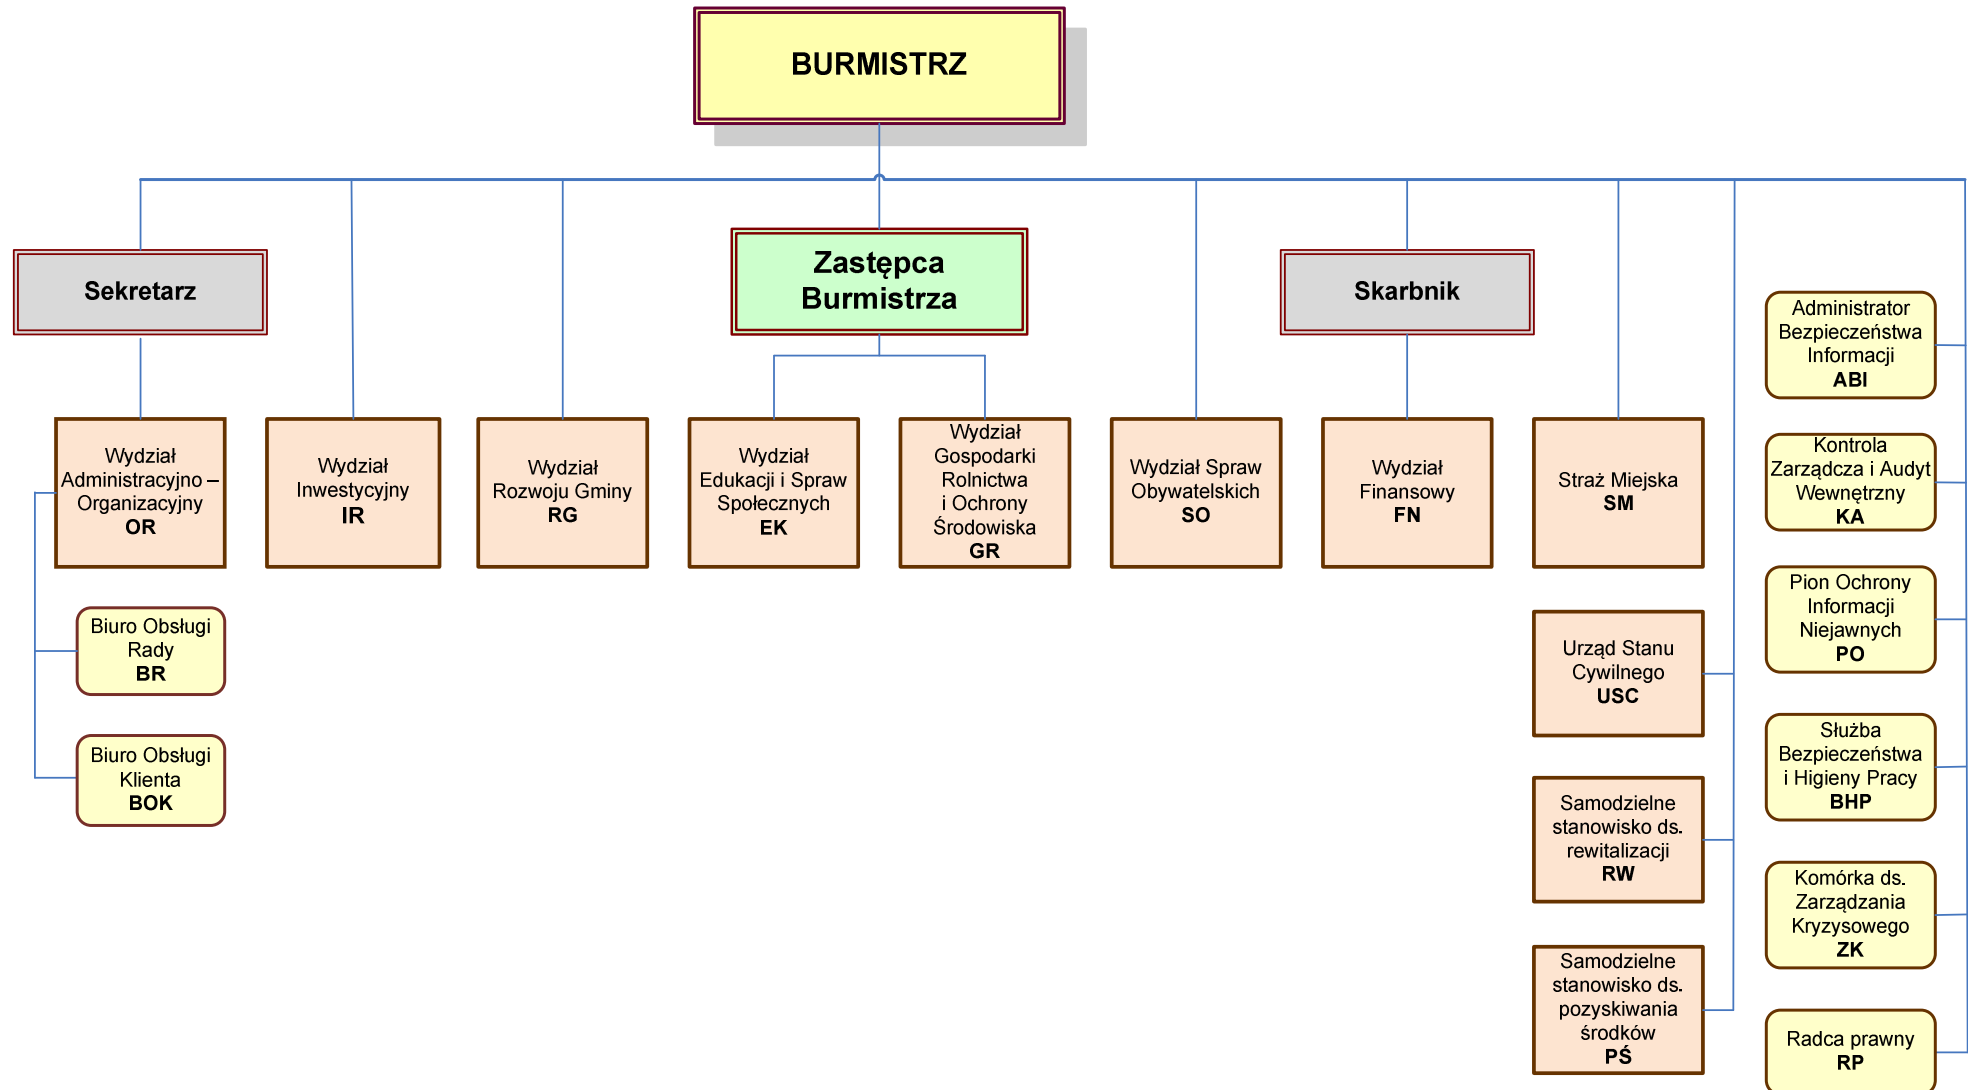 BURMISTRZ
Sekretarz
Zastępca
Burmistrza
Skarbnik
Wydział
Administracyjno –
Organizacyjny
OR
Wydział
Inwestycyjny
IR
Wydział
Rozwoju Gminy
RG
Wydział
Edukacji i Spraw
Społecznych
EK
Wydział
Gospodarki
Rolnictwa
i Ochrony
Środowiska
GR
Wydział Spraw
Obywatelskich
SO
Wydział
Finansowy
FN
Straż Miejska
SM
Biuro Obsługi
Rady
BR
Biuro Obsługi
Klienta
BOK
Urząd Stanu
Cywilnego
USC
Samodzielne
stanowisko ds.
rewitalizacji
RW
Samodzielne
stanowisko ds.
pozyskiwania
środków
PŚ
Administrator
Bezpieczeństwa
Informacji
ABI
Kontrola
Zarządcza i Audyt
Wewnętrzny
KA
Pion Ochrony
Informacji
Niejawnych
PO
Służba
Bezpieczeństwa
i Higieny Pracy
BHP
Komórka ds.
Zarządzania
Kryzysowego
ZK
Radca prawny
RP